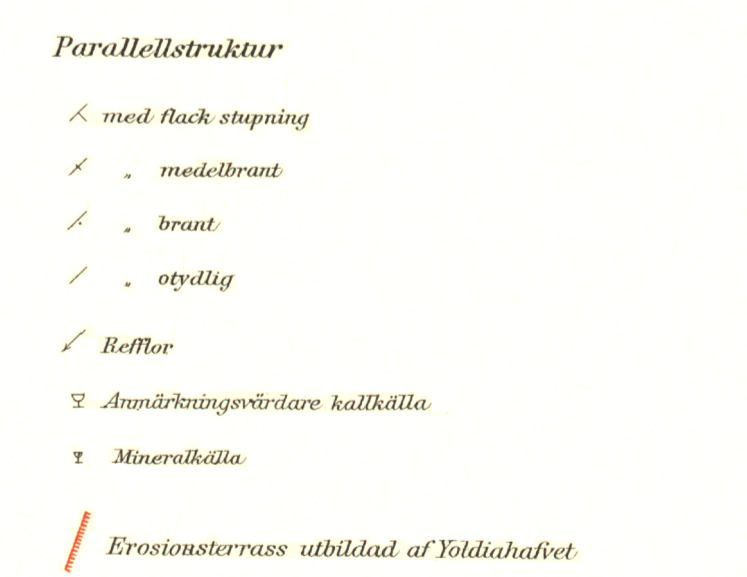 Parallellstruktur
med flack stupning
„ medelbrant
„ brant
„ otydlig
Refflor
Anmärkningsvärdare kallkälla
Mineralkälla
Erosionsterrass utbildad af Yoldiahafvet